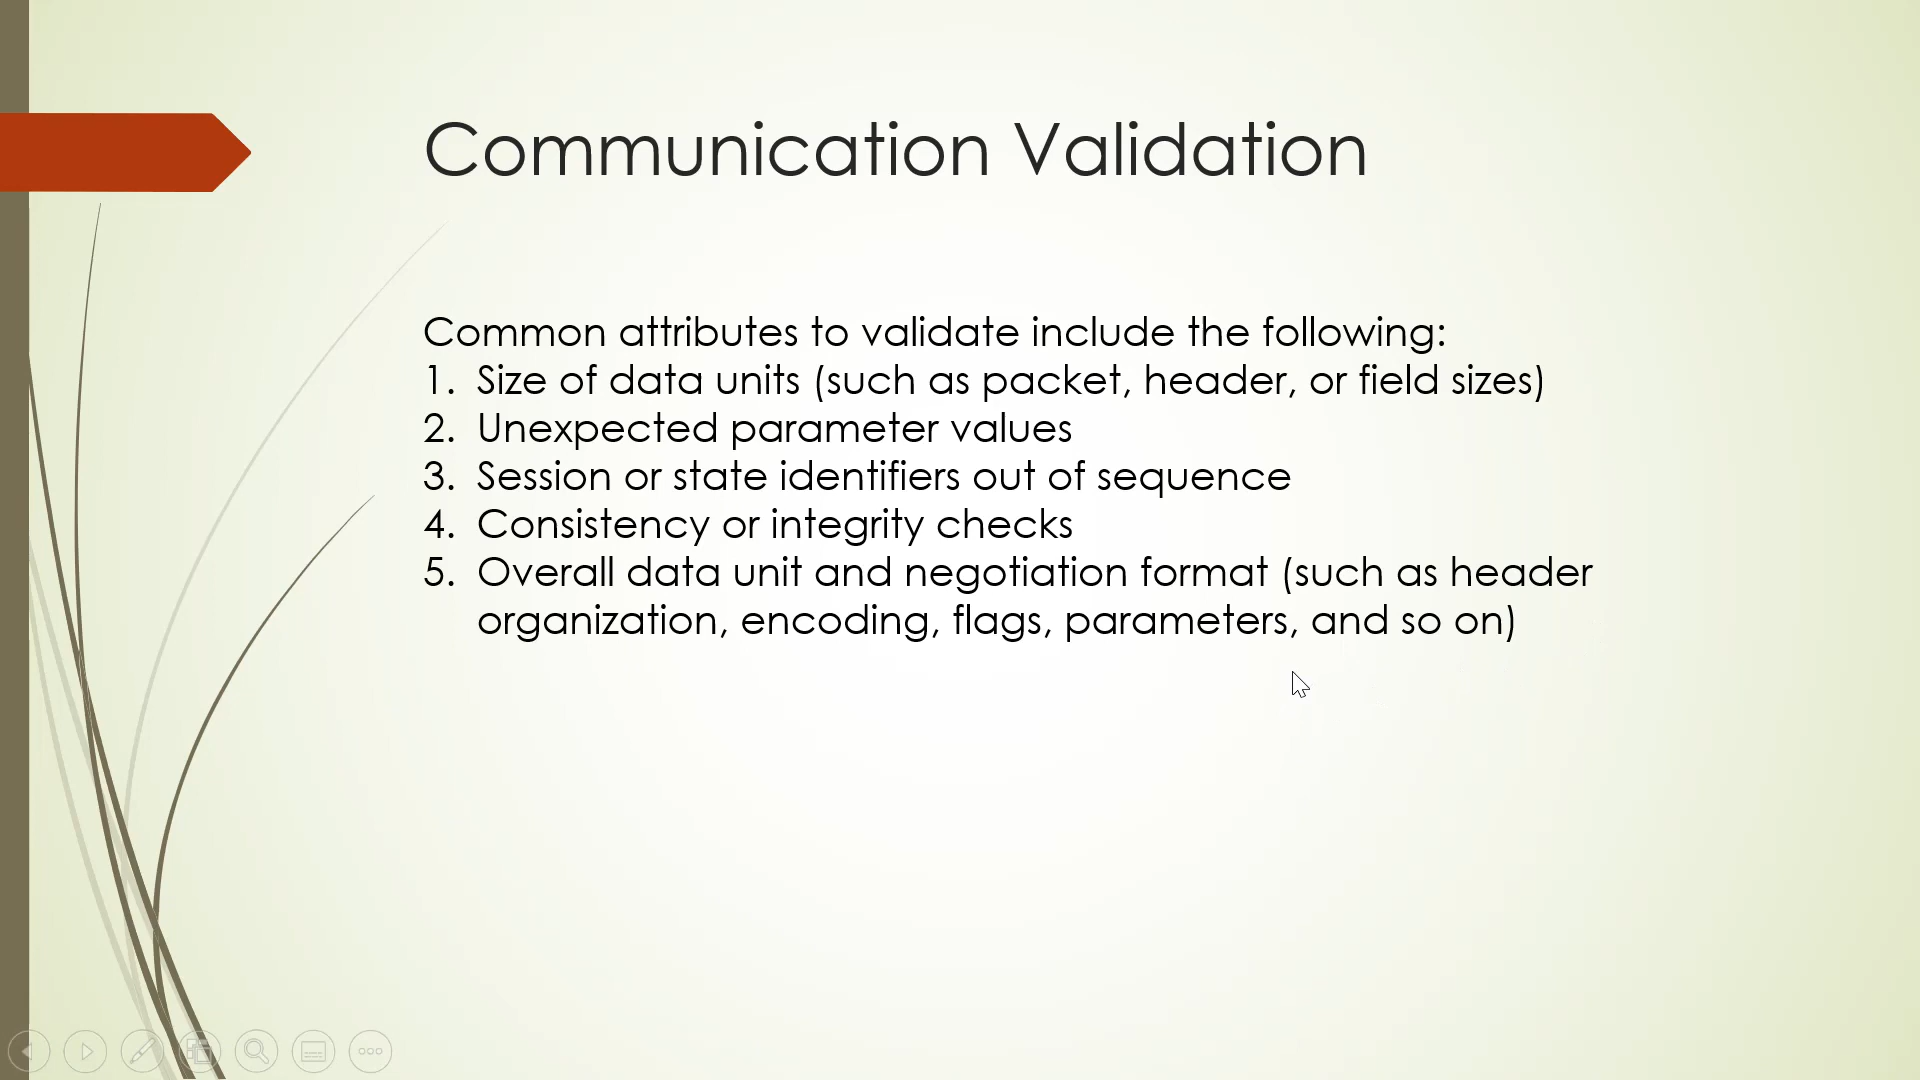 Communication Validation
Common attributes to validate include the following:
1. Size of data units (such as packet, header, or field sizes)
2. Unexpected parameter values
3. Session or state identifiers out of sequence
4. Consistency or integrity checks
5. Overall data unit and negotiation format (such as header
organization, encoding, flags, parameters, and so on)